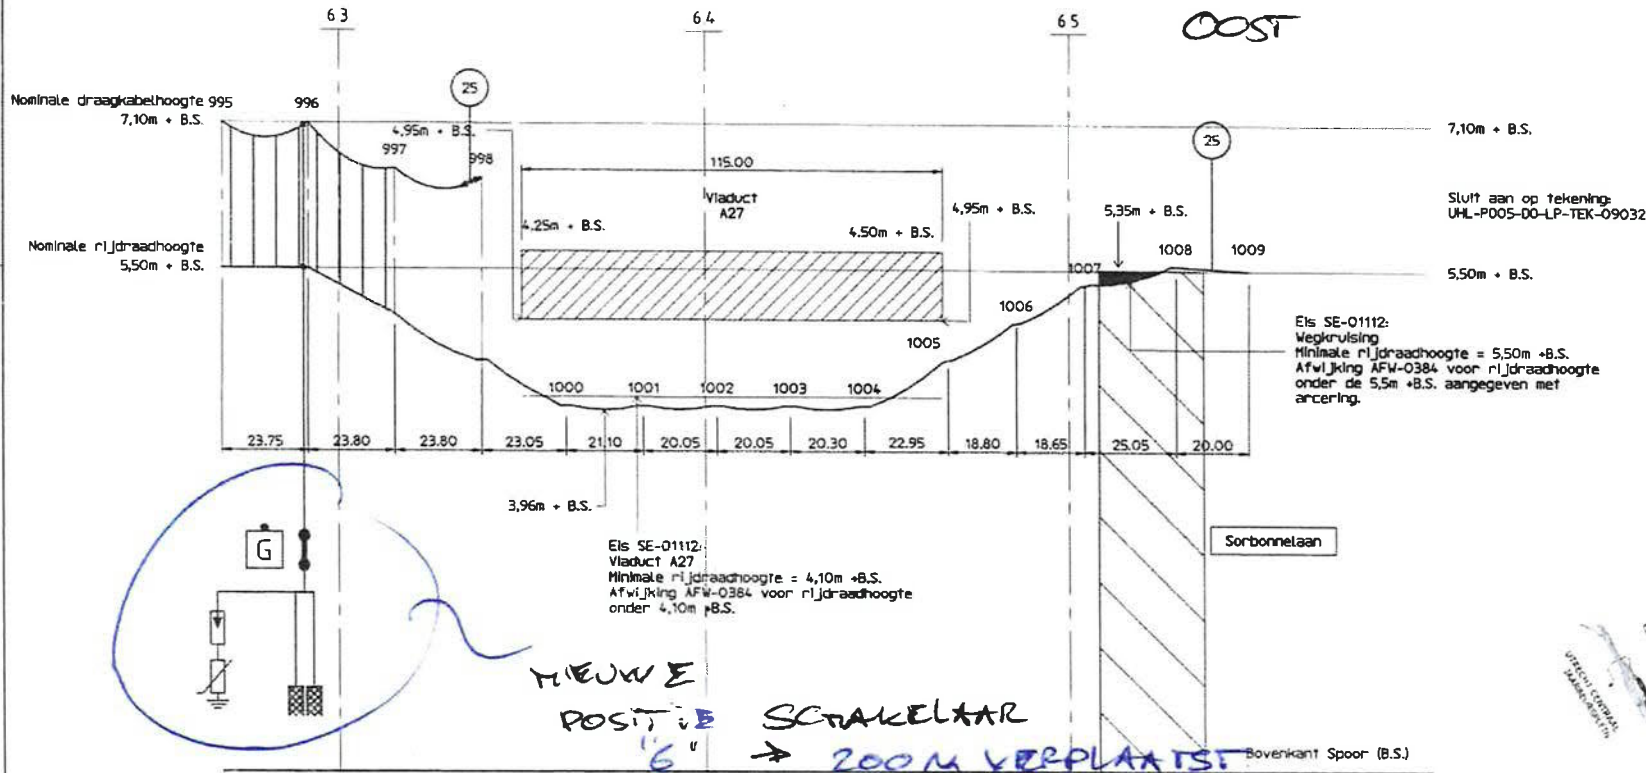 63
64
65
OOST
Nominale draagkabelhoogte 995
7,10m + B.S.
996
25
4,95m + B.S.
997
998
115.00
Viaduct
A27
4.25m + B.S.
4.50m + B.S.
4,95m + B.S.
5,35m + B.S.
25
7,10m + B.S.
Sluit aan op tekening:
UHL-P005-DO-LP-TEK-09032
Nominale rijdraadhoogte
5,50m + B.S.
1007
1008
1009
5,50m + B.S.
1006
1005
Eis SE-01112:
Wegkruising
Minimale rijdraadhoogte = 5,50m +B.S.
Afwijking AFW-0384 voor rijdraadhoogte
onder de 5,5m +B.S. aangegeven met
arcering.
1000
1001
1002
1003
1004
23.75
23.80
23.80
23.05
21.10
20.05
20.05
20.30
22.95
18.80
18.65
25.05
20.00
3,96m + B.S.
G
Eis SE-01112:
Viaduct A27
Minimale rijdraadhoogte = 4,10m +B.S.
Afwijking AFW-0384 voor rijdraadhoogte
onder 4,10m +B.S.
Sorbonnelaan
NIEUWE
POSITIE SCHAKELAAR
"G" → 200M VERPLAATST
Bovenkant Spoor (B.S.)
UTRECHT CENTRAAL
JAARBEURSPLEIN